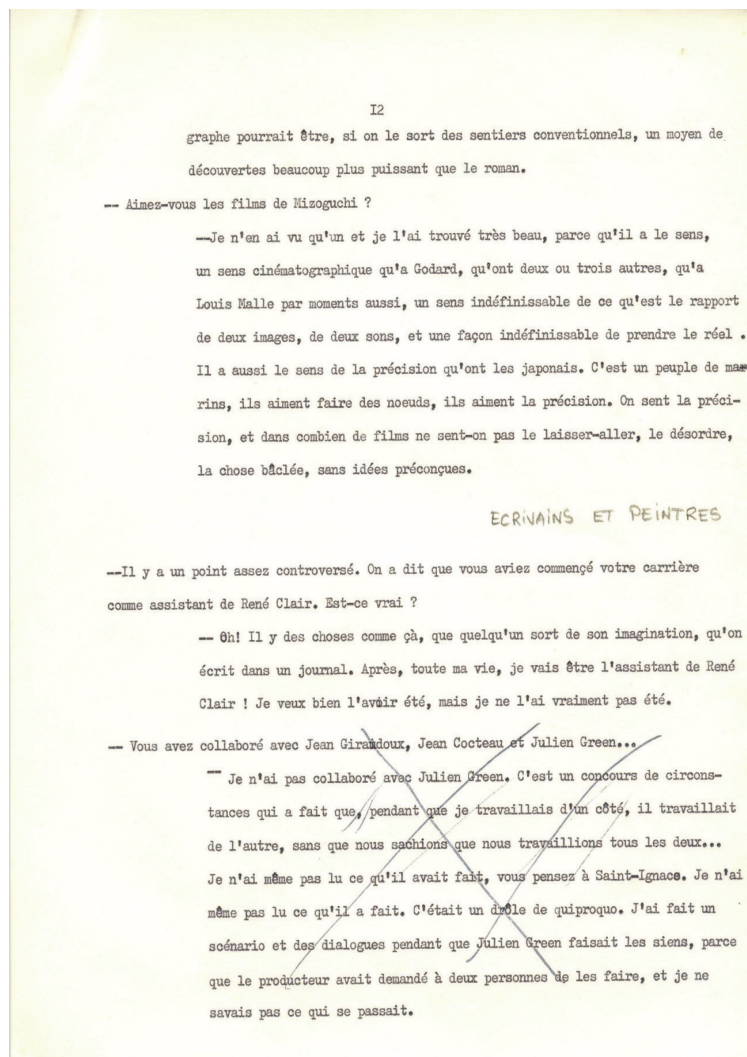 I2
graphe pourrait être, si on le sort des sentiers conventionnels, un moyen de
découvertes beaucoup plus puissant que le roman.
-- Aimez-vous les films de Mizoguchi ?
--Je n'en ai vu qu'un et je l'ai trouvé très beau, parce qu'il a le sens,
un sens cinématographique qu'a Godard, qu'ont deux ou trois autres, qu'a
Louis Malle par moments aussi, un sens indéfinissable de ce qu'est le rapport
de deux images, de deux sons, et une façon indéfinissable de prendre le réel .
Il a aussi le sens de la précision qu'ont les japonais. C'est un peuple de ma-
rins, ils aiment faire des noeuds, ils aiment la précision. On sent la préci-
sion, et dans combien de films ne sent-on pas le laisser-aller, le désordre,
la chose bâclée, sans idées préconçues.
ECRIVAINS ET PEINTRES
--Il y a un point assez controversé. On a dit que vous aviez commençé votre carrière
comme assistant de René Clair. Est-ce vrai ?
-- Oh! Il y des choses comme çà, que quelqu'un sort de son imagination, qu'on
écrit dans un journal. Après, toute ma vie, je vais être l'assistant de René
Clair ! Je veux bien l'avoir été, mais je ne l'ai vraiment pas été.
-- Vous avez collaboré avec Jean Giraudoux, Jean Cocteau et Julien Green...
-- Je n'ai pas collaboré avec Julien Green. C'est un concours de circons-
tances qui a fait que, pendant que je travaillais d'un côté, il travaillait
de l'autre, sans que nous sachions que nous travaillions tous les deux...
Je n'ai même pas lu ce qu'il avait fait, vous pensez à Saint-Ignace. Je n'ai
même pas lu ce qu'il a fait. C'était un drôle de quiproquo. J'ai fait un
scénario et des dialogues pendant que Julien Green faisait les siens, parce
que le producteur avait demandé à deux personnes de les faire, et je ne
savais pas ce qui se passait.